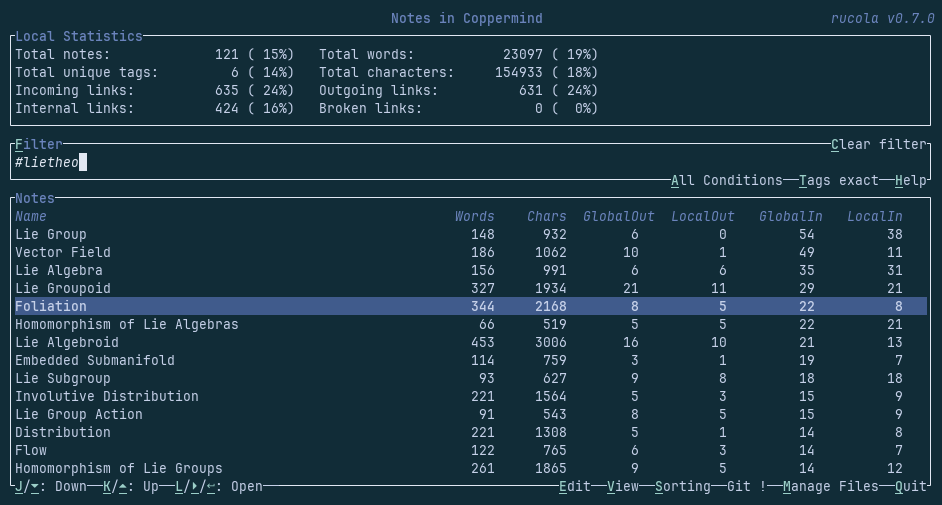 Notes in Coppermind rucola v0.7.0
Local Statistics
Total notes: 121 ( 15%) Total words: 23097 ( 19%)
Total unique tags: 6 ( 14%) Total characters: 154933 ( 18%)
Incoming links: 635 ( 24%) Outgoing links: 631 ( 24%)
Internal links: 424 ( 16%) Broken links: 0 ( 0%)
Filter Clear filter
#lietheo
All Conditions Tags exact Help
Notes
Name Words Chars GlobalOut LocalOut GlobalIn LocalIn
Lie Group 148 932 6 0 54 38
Vector Field 186 1062 10 1 49 11
Lie Algebra 156 991 6 6 35 31
Lie Groupoid 327 1934 21 11 29 21
Foliation 344 2168 8 5 22 8
Homomorphism of Lie Algebras 66 519 5 5 22 21
Lie Algebroid 453 3006 16 10 21 13
Embedded Submanifold 114 759 3 1 19 7
Lie Subgroup 93 627 9 8 18 18
Involutive Distribution 221 1564 5 3 15 9
Lie Group Action 91 543 8 5 15 9
Distribution 221 1308 5 1 14 8
Flow 122 765 6 3 14 7
Homomorphism of Lie Groups 261 1865 9 5 14 12
J/▾: Down K/▴: Up L/▸/↩: Open Edit View Sorting Git ! Manage Files Quit